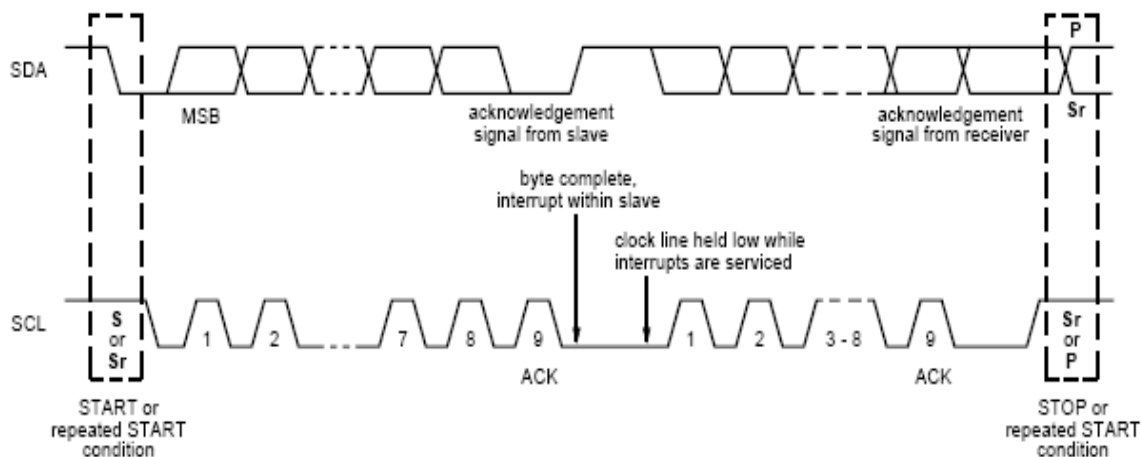 P
SDA
MSB
acknowledgement
signal from slave
acknowledgement
signal from receiver
Sr
byte complete,
interrupt within slave
clock line held low while
interrupts are serviced
SCL
S
or
Sr
1
2
7
8
9
1
2
3 - 8
9
Sr
or
P
ACK
ACK
START or
repeated START
condition
STOP or
repeated START
condition